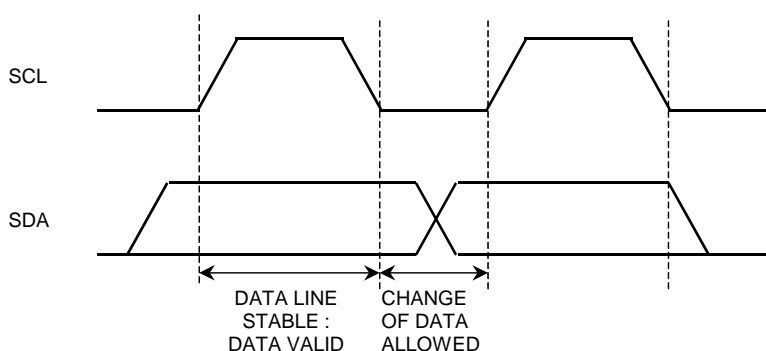 SCL
SDA
DATA LINE
STABLE :
DATA VALID
CHANGE
OF DATA
ALLOWED